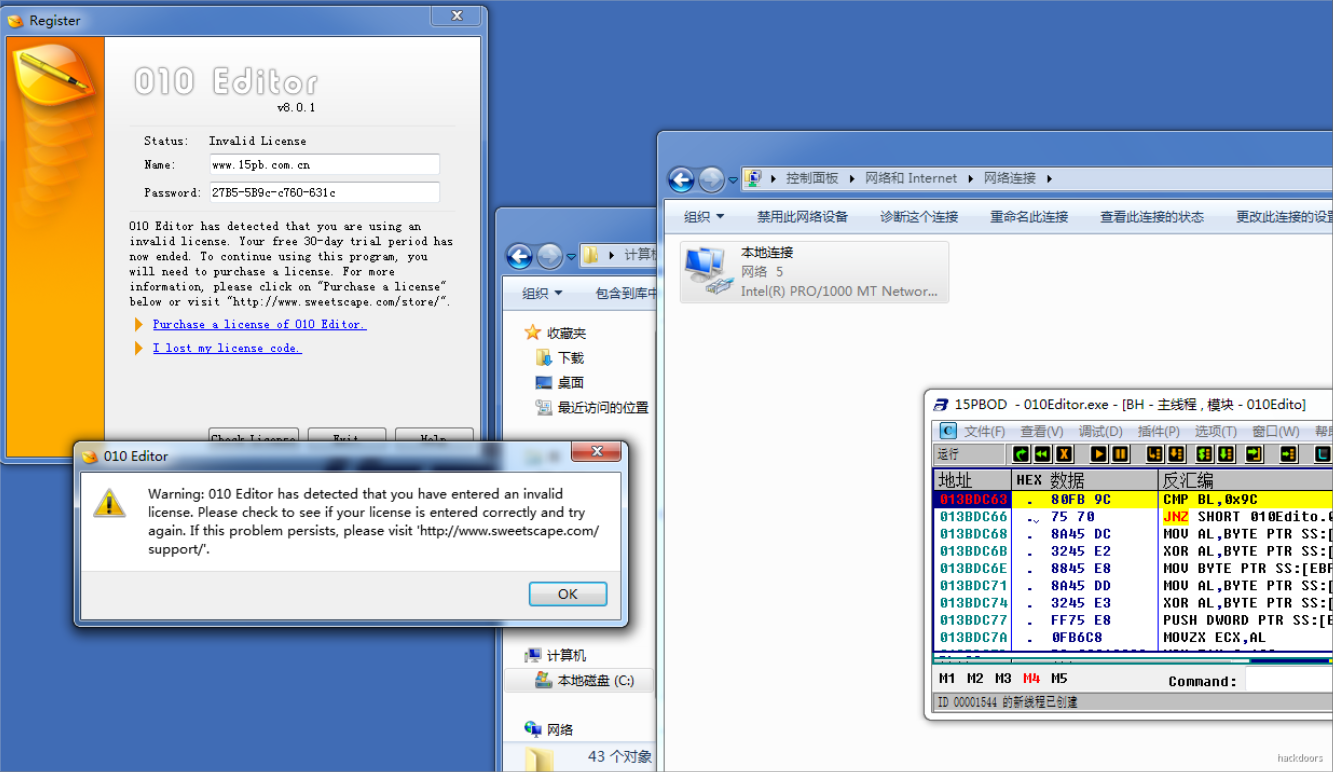 Register
010 Editor
v8.0.1
Status: Invalid License
Name: www.15pb.com.cn
Password: 27B5-5B9c-c760-631c
010 Editor has detected that you are using an
invalid license. Your free 30-day trial period has
now ended. To continue using this program, you
will need to purchase a license. For more
information, please click on "Purchase a license"
below or visit "http://www.sweetscape.com/store/".
Purchase a license of 010 Editor.
I lost my license code.
Check License Exit Help
010 Editor
Warning: 010 Editor has detected that you have entered an invalid
license. Please check to see if your license is entered correctly and try
again. If this problem persists, please visit 'http://www.sweetscape.com/
support/'.
OK
计算机
组织 包含到库中
收藏夹
下载
桌面
最近访问的位置
计算机
本地磁盘 (C:)
网络
43 个对象
控制面板 网络和 Internet 网络连接
组织 禁用此网络设备 诊断这个连接 重命名此连接 查看此连接的状态 更改此连接的设置
本地连接
网络 5
Intel(R) PRO/1000 MT Networ...
15PBOD - 010Editor.exe - [BH - 主线程 , 模块 - 010Edito]
C 文件(F) 查看(V) 调试(D) 插件(P) 选项(T) 窗口(W) 帮助
运行
地址 HEX 数据 反汇编
013BDC63 . 80FB 9C CMP BL,0x9C
013BDC66 . 75 70 JNZ SHORT 010Edito.0
013BDC68 . 8A45 DC MOV AL,BYTE PTR SS:[
013BDC6B . 3245 E2 XOR AL,BYTE PTR SS:[
013BDC6E . 8845 E8 MOV BYTE PTR SS:[EBP
013BDC71 . 8A45 DD MOV AL,BYTE PTR SS:[
013BDC74 . 3245 E3 XOR AL,BYTE PTR SS:[
013BDC77 . FF75 E8 PUSH DWORD PTR SS:[E
013BDC7A . 0FB6C8 MOVZX ECX,AL
M1 M2 M3 M4 M5 Command:
ID 00001544 的新线程已创建
hackdoors